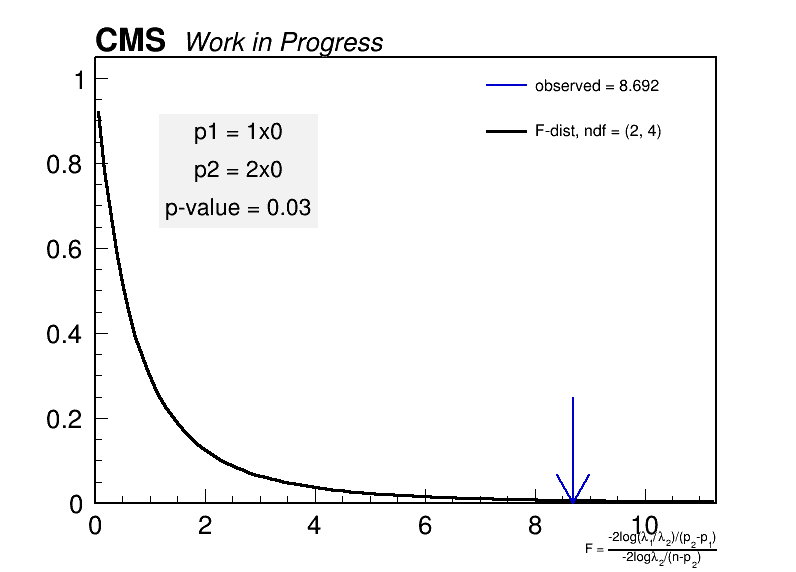 CMS Work in Progress
observed = 8.692
F-dist, ndf = (2, 4)
p1 = 1x0
p2 = 2x0
p-value = 0.03
1
0.8
0.6
0.4
0.2
0
0 2 4 6 8 10
F = -2log(λ1/λ2)/(p2-p1)
-2logλ2/(n-p2)